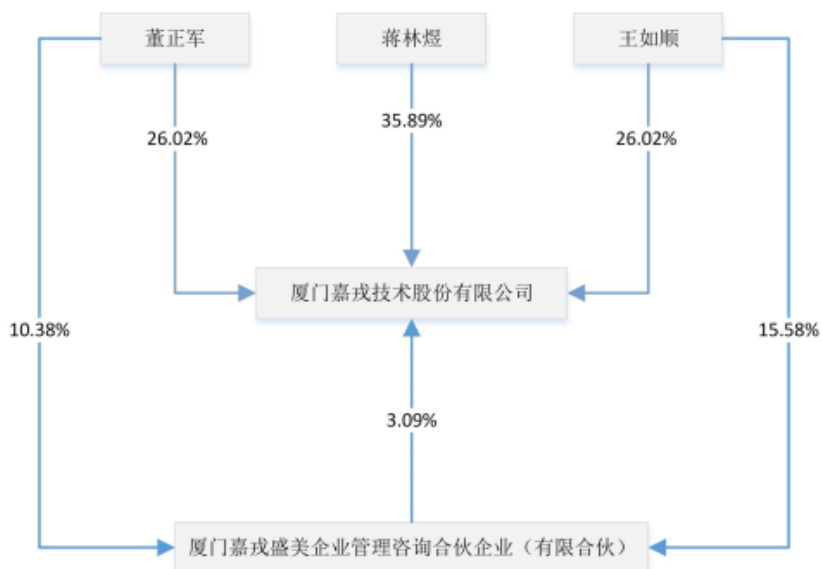 董正军
蒋林煜
王如顺
26.02%
35.89%
26.02%
厦门嘉戎技术股份有限公司
10.38%
15.58%
3.09%
厦门嘉戎盛美企业管理咨询合伙企业（有限合伙）